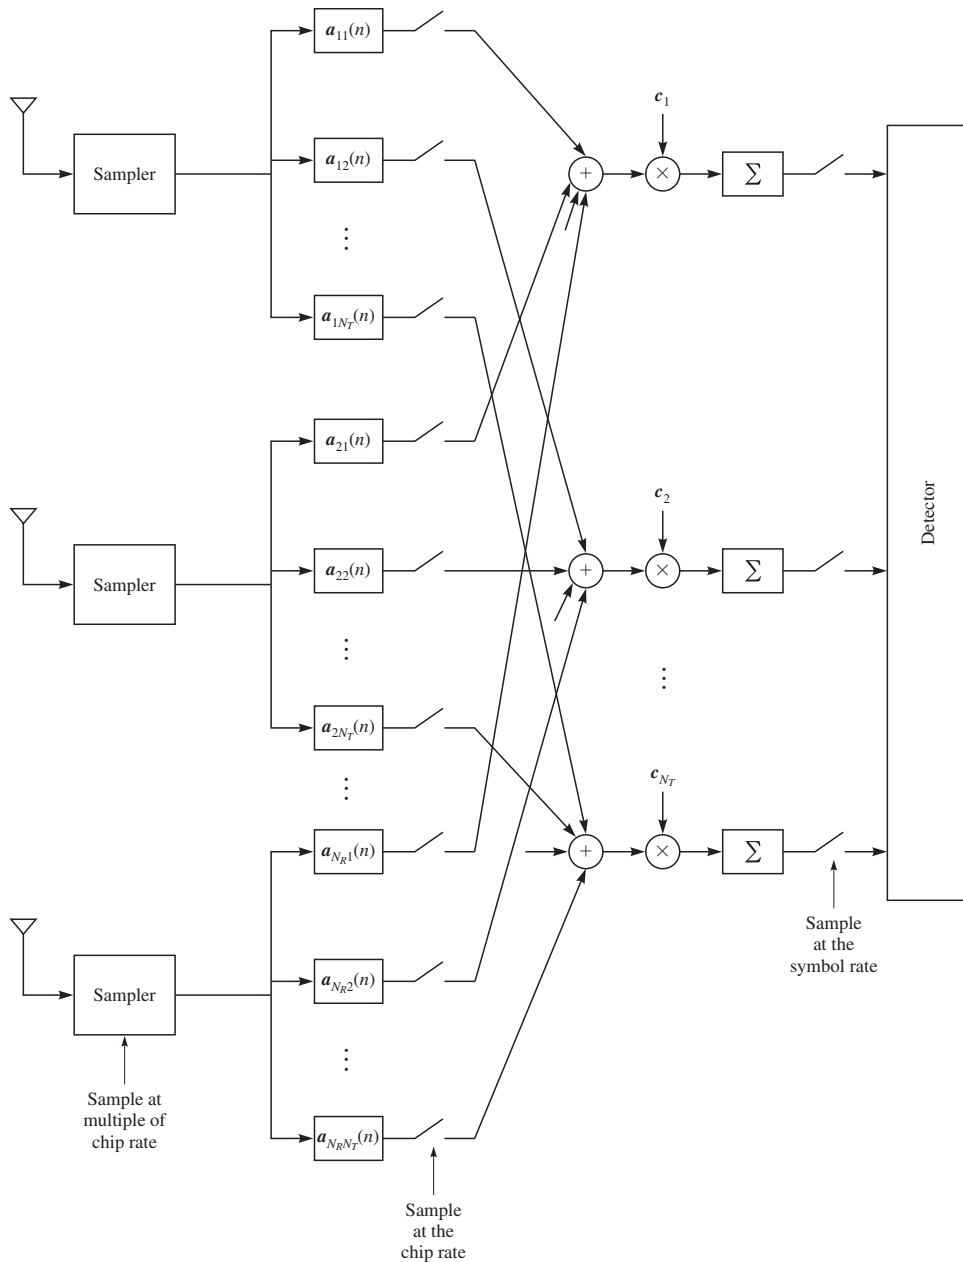 a11(n)
c1
Sampler
a12(n)
+
×
Σ
⋮
a1NT(n)
a21(n)
c2
Sampler
a22(n)
+
×
Σ
Detector
⋮
⋮
a2NT(n)
⋮
cNT
aNR1(n)
+
×
Σ
Sample
at the
symbol rate
Sampler
aNR2(n)
⋮
Sample at
multiple of
chip rate
aNRNT(n)
Sample
at the
chip rate